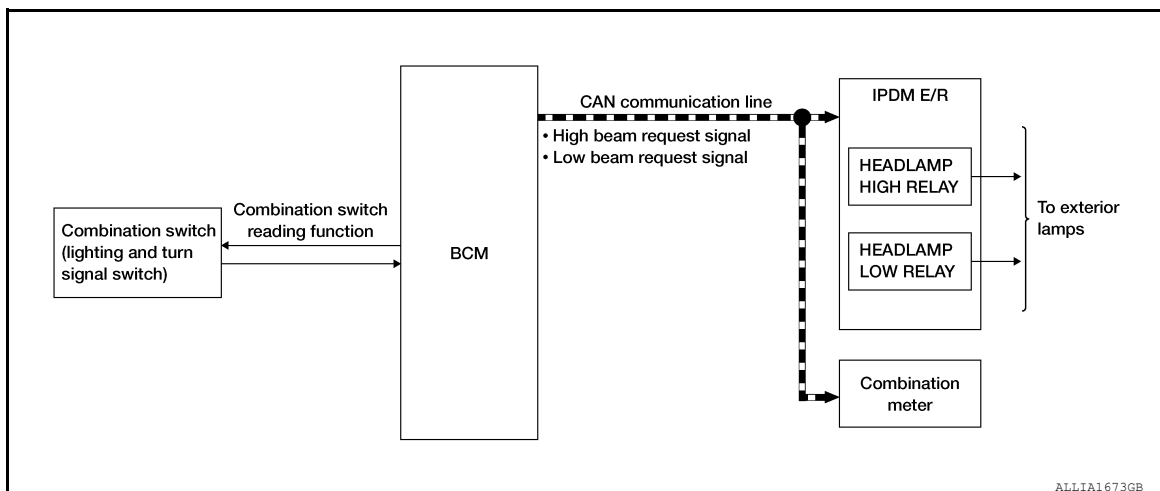 CAN communication line
• High beam request signal
• Low beam request signal
IPDM E/R
HEADLAMP
HIGH RELAY
HEADLAMP
LOW RELAY
To exterior
lamps
Combination switch
reading function
Combination switch
(lighting and turn
signal switch)
BCM
Combination
meter
ALLIA1673GB